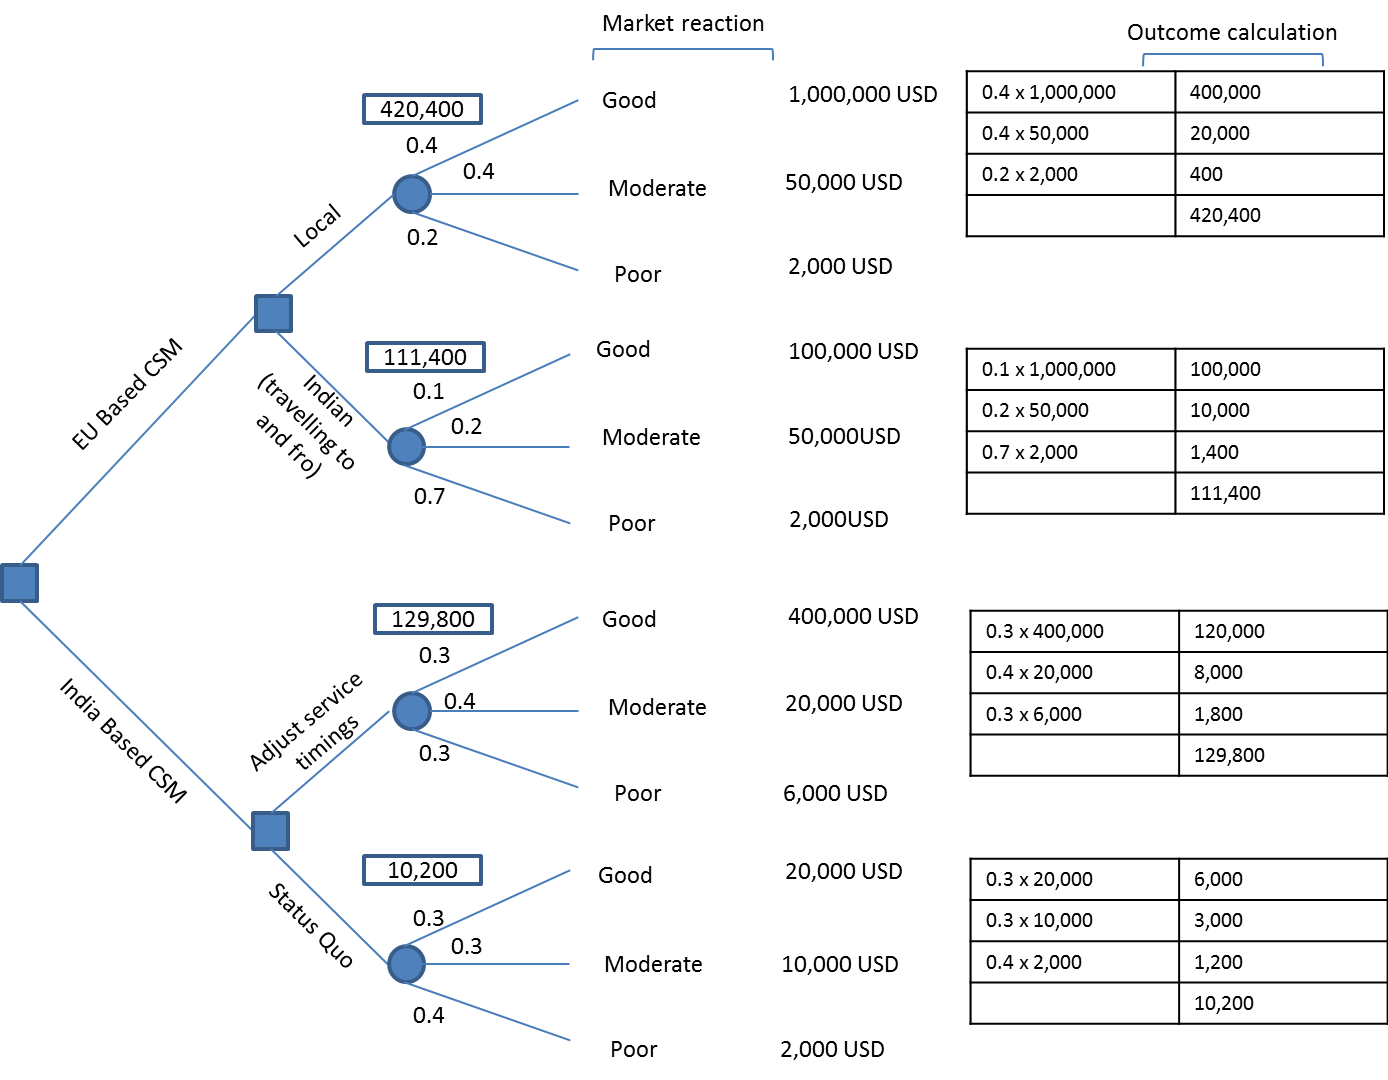 Market reaction
Outcome calculation
420,400
0.4
0.4
0.2
Local
Good
1,000,000 USD
Moderate
50,000 USD
Poor
2,000 USD
0.4 x 1,000,000
400,000
0.4 x 50,000
20,000
0.2 x 2,000
400
420,400
EU Based CSM
Indian
(travelling to
and fro)
111,400
0.1
0.2
0.7
Good
100,000 USD
Moderate
50,000USD
Poor
2,000USD
0.1 x 1,000,000
100,000
0.2 x 50,000
10,000
0.7 x 2,000
1,400
111,400
India Based CSM
Adjust service
timings
129,800
0.3
0.4
0.3
Good
400,000 USD
Moderate
20,000 USD
Poor
6,000 USD
0.3 x 400,000
120,000
0.4 x 20,000
8,000
0.3 x 6,000
1,800
129,800
Status Quo
10,200
0.3
0.3
0.4
Good
20,000 USD
Moderate
10,000 USD
Poor
2,000 USD
0.3 x 20,000
6,000
0.3 x 10,000
3,000
0.4 x 2,000
1,200
10,200